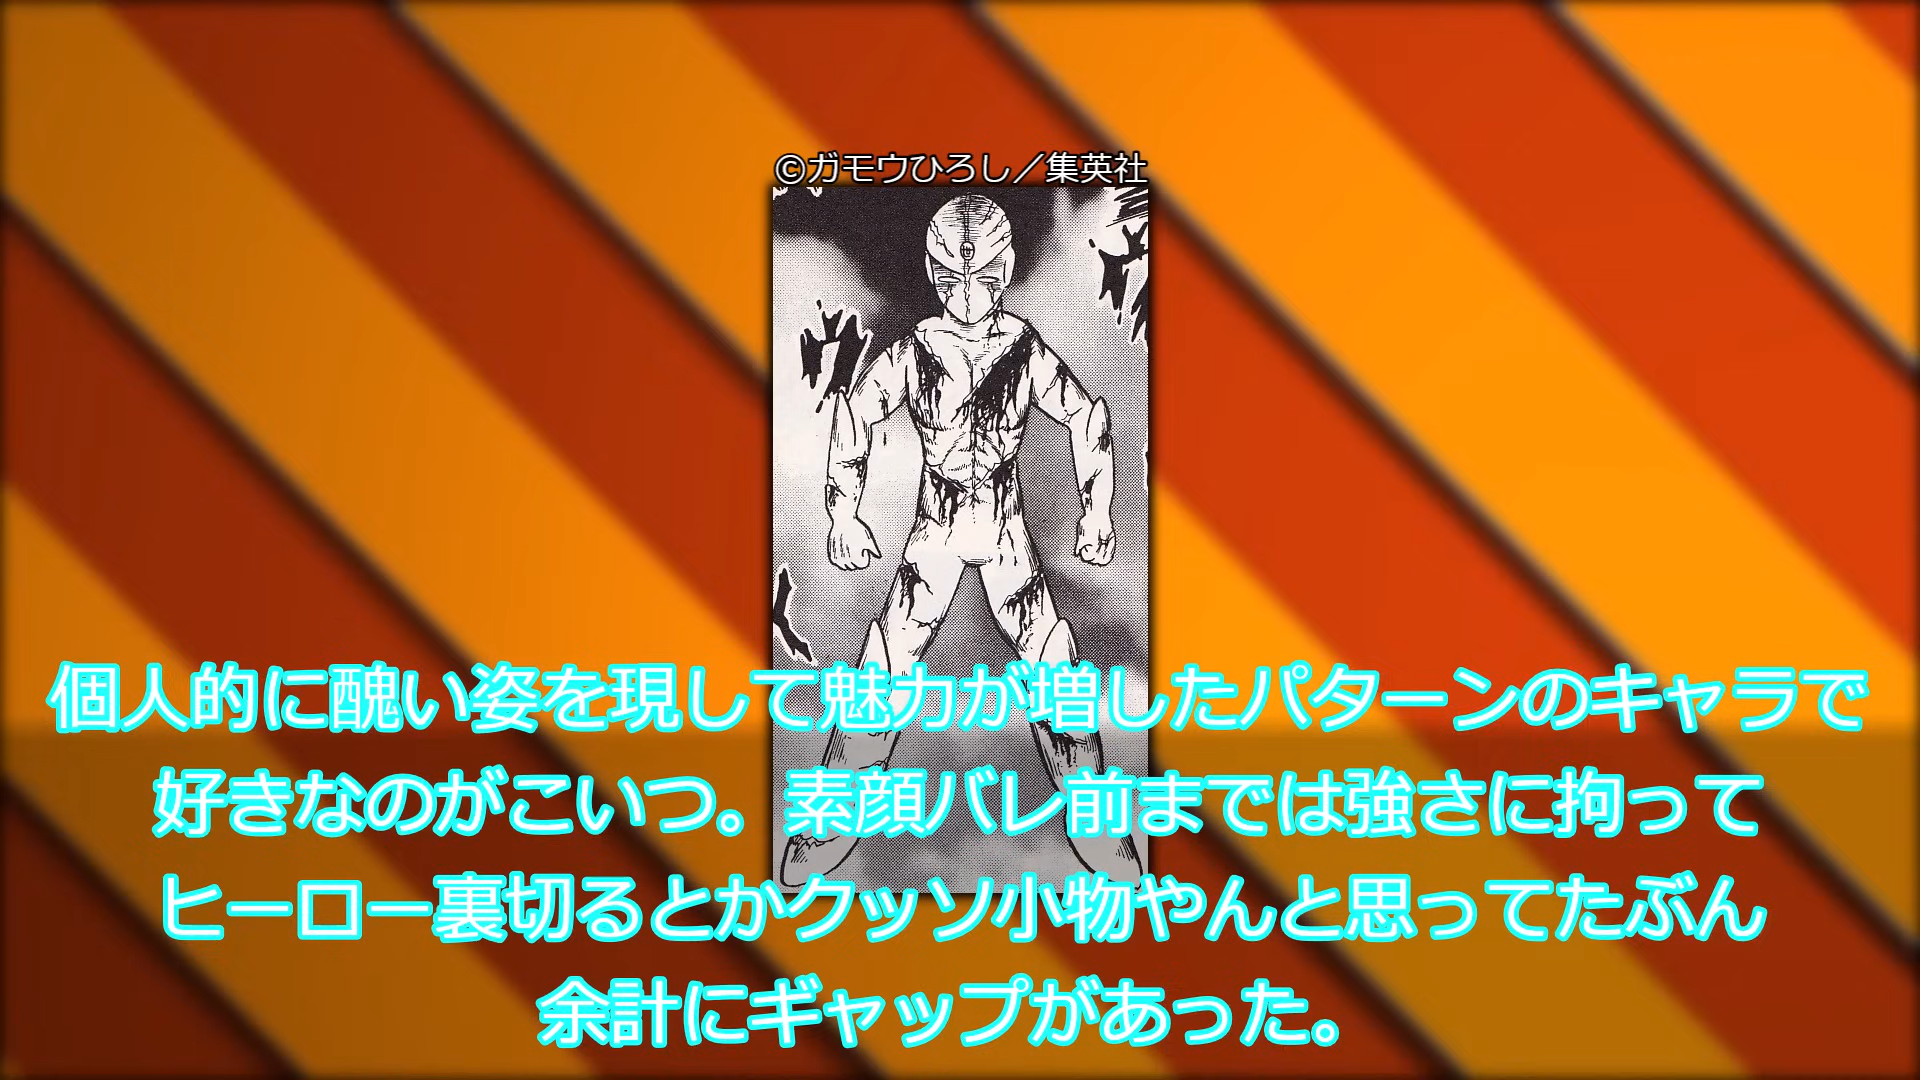 ©ガモウひろし／集英社
個人的に醜い姿を現して魅力が増したパターンのキャラで
好きなのがこいつ。素顔バレ前までは強さに拘って
ヒーロー裏切るとかクッソ小物やんと思ってたぶん
余計にギャップがあった。